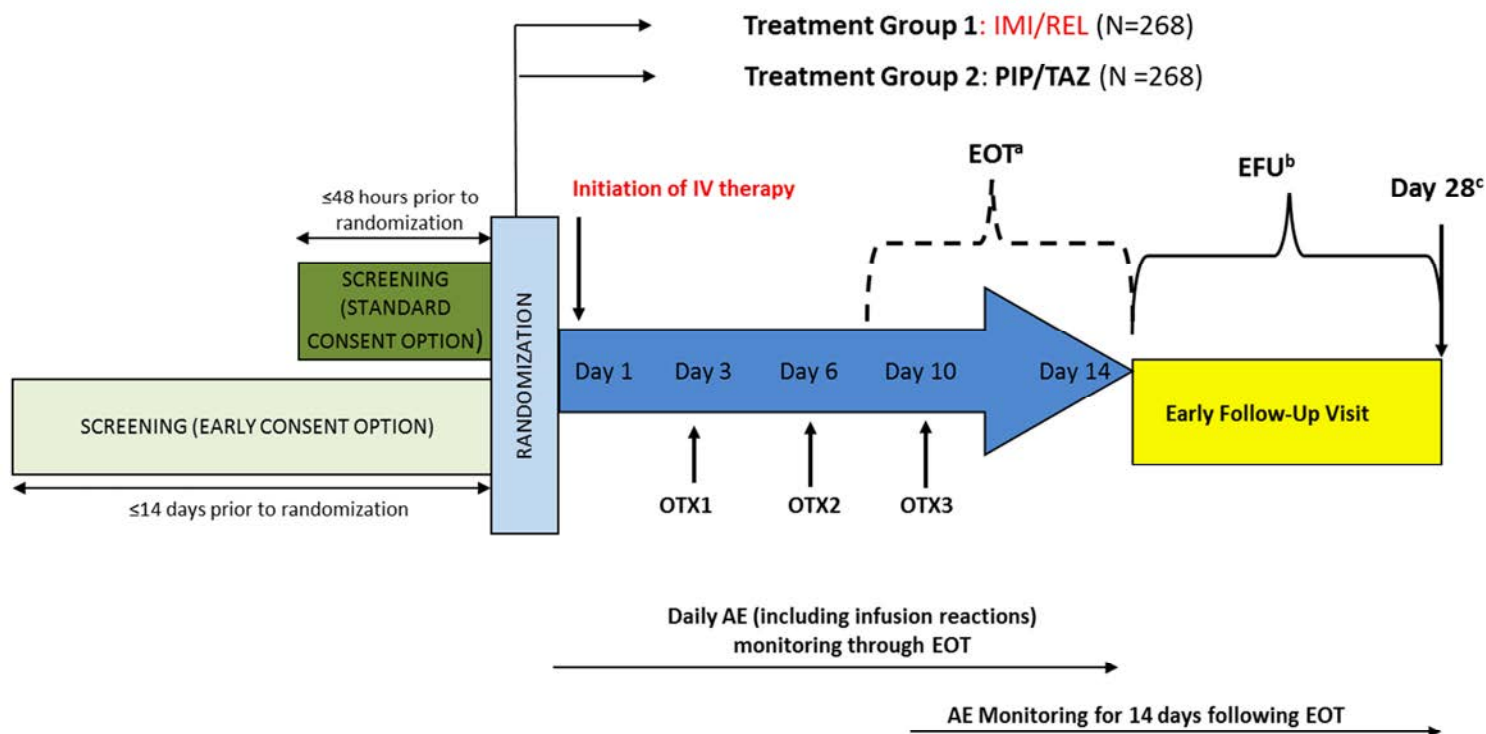 Treatment Group 1: IMI/REL (N=268)
Treatment Group 2: PIP/TAZ (N =268)
EOTᵃ
EFUᵇ
Day 28ᶜ
Initiation of IV therapy
≤48 hours prior to
randomization
SCREENING
(STANDARD
CONSENT OPTION)
RANDOMIZATION
Day 1
Day 3
Day 6
Day 10
Day 14
SCREENING (EARLY CONSENT OPTION)
Early Follow-Up Visit
≤14 days prior to randomization
OTX1
OTX2
OTX3
Daily AE (including infusion reactions)
monitoring through EOT
AE Monitoring for 14 days following EOT